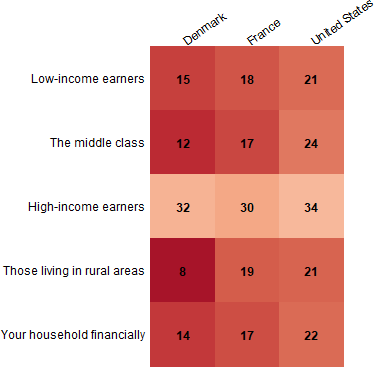 Denmark France United States
Low-income earners 15 18 21
The middle class 12 17 24
High-income earners 32 30 34
Those living in rural areas 8 19 21
Your household financially 14 17 22